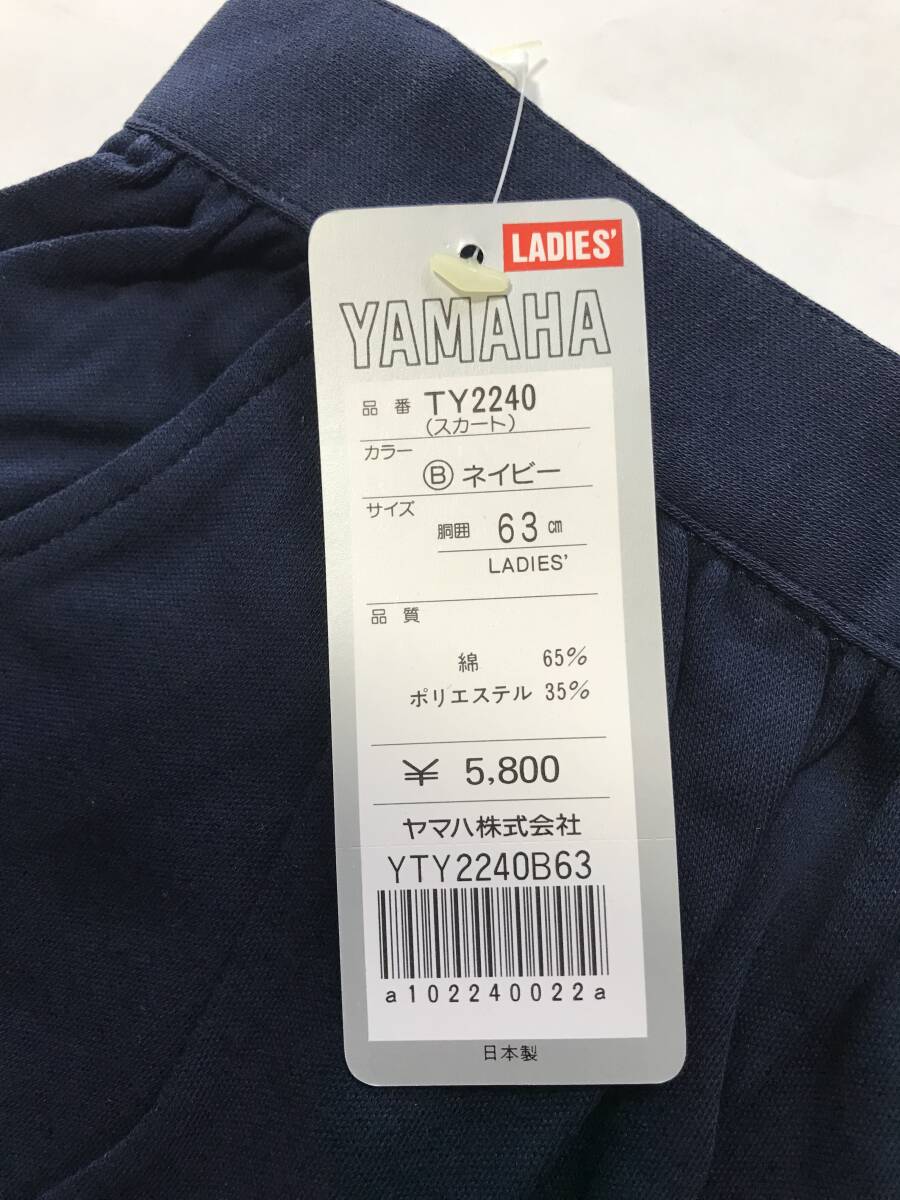 LADIES'
YAMAHA
品番 TY2240
(スカート)
カラー
Ⓑ ネイビー
サイズ
胴囲 63㎝
LADIES'
品質
綿 65%
ポリエステル 35%
¥ 5,800
ヤマハ株式会社
YTY2240B63
a102240022a
日本製